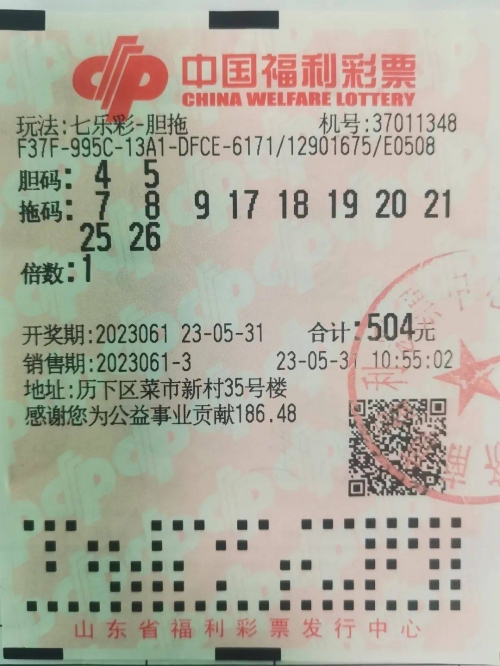 中国福利彩票
CHINA WELFARE LOTTERY
玩法:七乐彩-胆拖 机号:37011348
F37F-995C-13A1-DFCE-6171/12901675/E0508
胆码: 4 5
拖码: 7 8 9 17 18 19 20 21
25 26
倍数:1
开奖期:2023061 23-05-31 合计:504元
销售期:2023061-3 23-05-31 10:55:02
地址:历下区菜市新村35号楼
感谢您为公益事业贡献186.48
山东省福利彩票发行中心